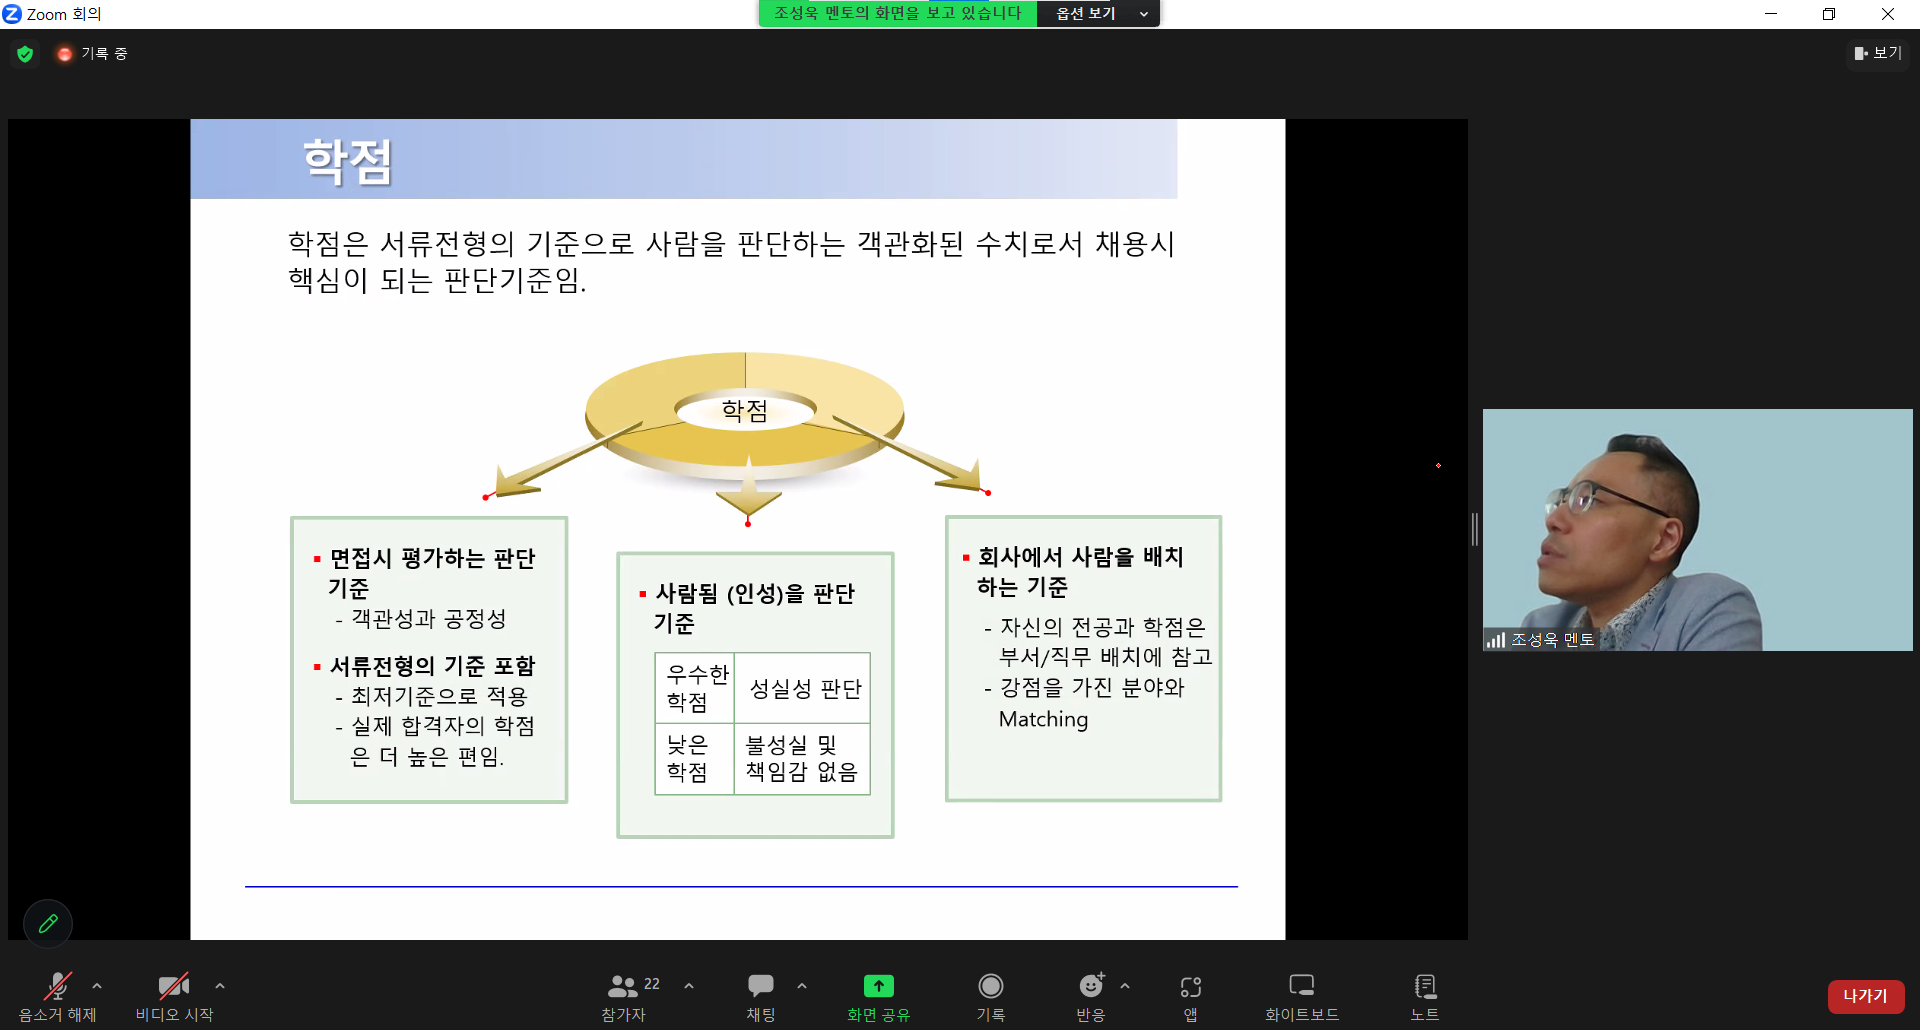 Zoom 회의
조성욱 멘토의 화면을 보고 있습니다
옵션 보기
기록 중
보기
학점
학점은 서류전형의 기준으로 사람을 판단하는 객관화된 수치로서 채용시
핵심이 되는 판단기준임.
학점
면접시 평가하는 판단
기준
- 객관성과 공정성
서류전형의 기준 포함
- 최저기준으로 적용
- 실제 합격자의 학점
은 더 높은 편임.
사람됨 (인성)을 판단
기준
우수한
학점
성실성 판단
낮은
학점
불성실 및
책임감 없음
회사에서 사람을 배치
하는 기준
- 자신의 전공과 학점은
부서/직무 배치에 참고
- 강점을 가진 분야와
Matching
조성욱 멘토
음소거 해제
비디오 시작
22
참가자
채팅
화면 공유
기록
반응
앱
화이트보드
노트
나가기